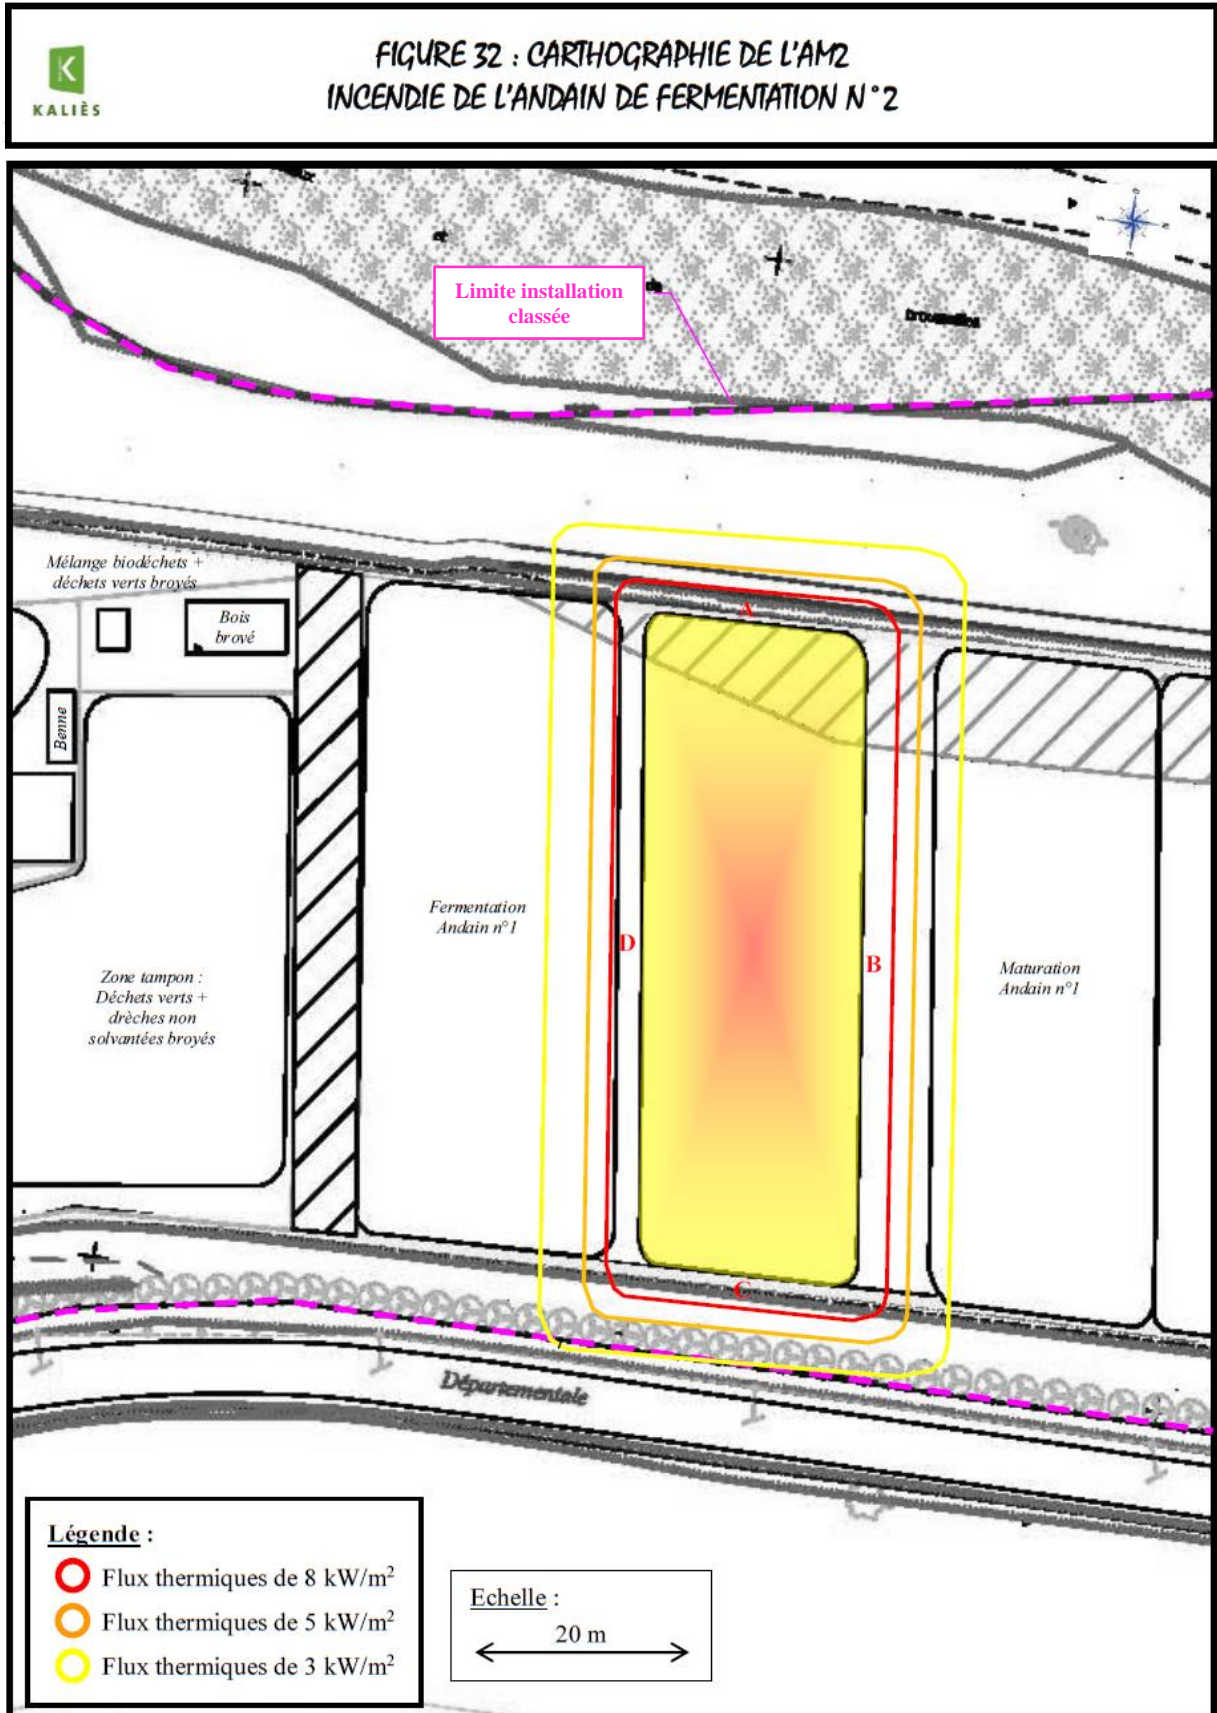 FIGURE 32 : CARTHOGRAPHIE DE L'AM2
INCENDIE DE L'ANDAIN DE FERMENTATION N°2
KALIÈS
et
de
Limite installation
classée
Mélange biodéchets +
déchets verts broyés
Bois
broyé
Benne
A
Fermentation
Andain n°1
D
B
Maturation
Andain n°1
Zone tampon :
Déchets verts +
drèches non
solvantées broyés
C
Départementale
Légende :
Flux thermiques de 8 kW/m²
Flux thermiques de 5 kW/m²
Flux thermiques de 3 kW/m²
Echelle :
20 m